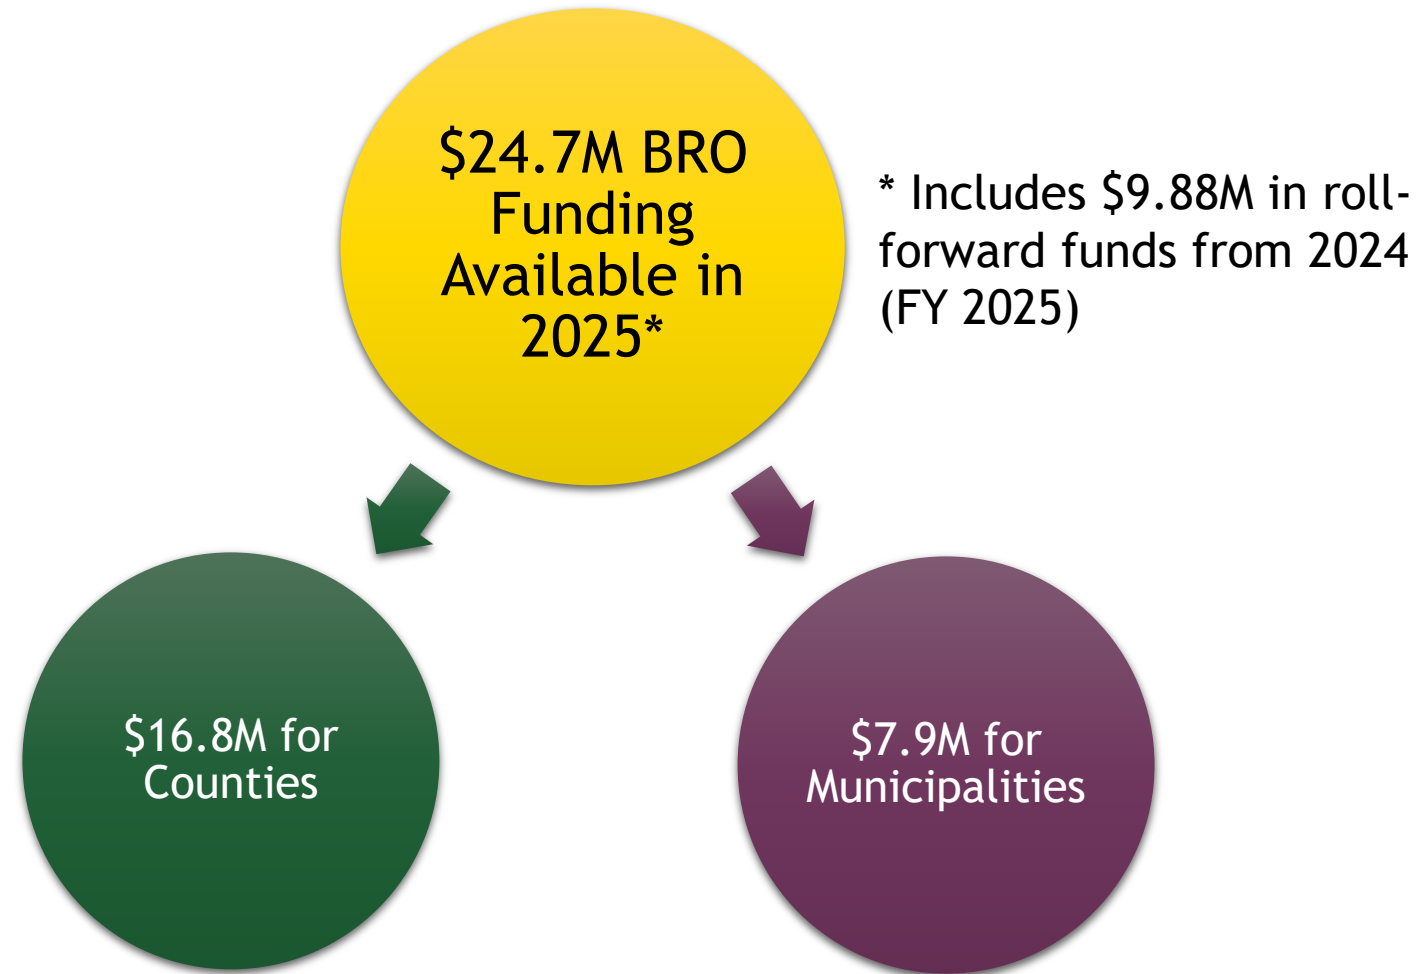 $24.7M BRO
Funding
Available in
2025*
* Includes $9.88M in roll-
forward funds from 2024
(FY 2025)
$16.8M for
Counties
$7.9M for
Municipalities